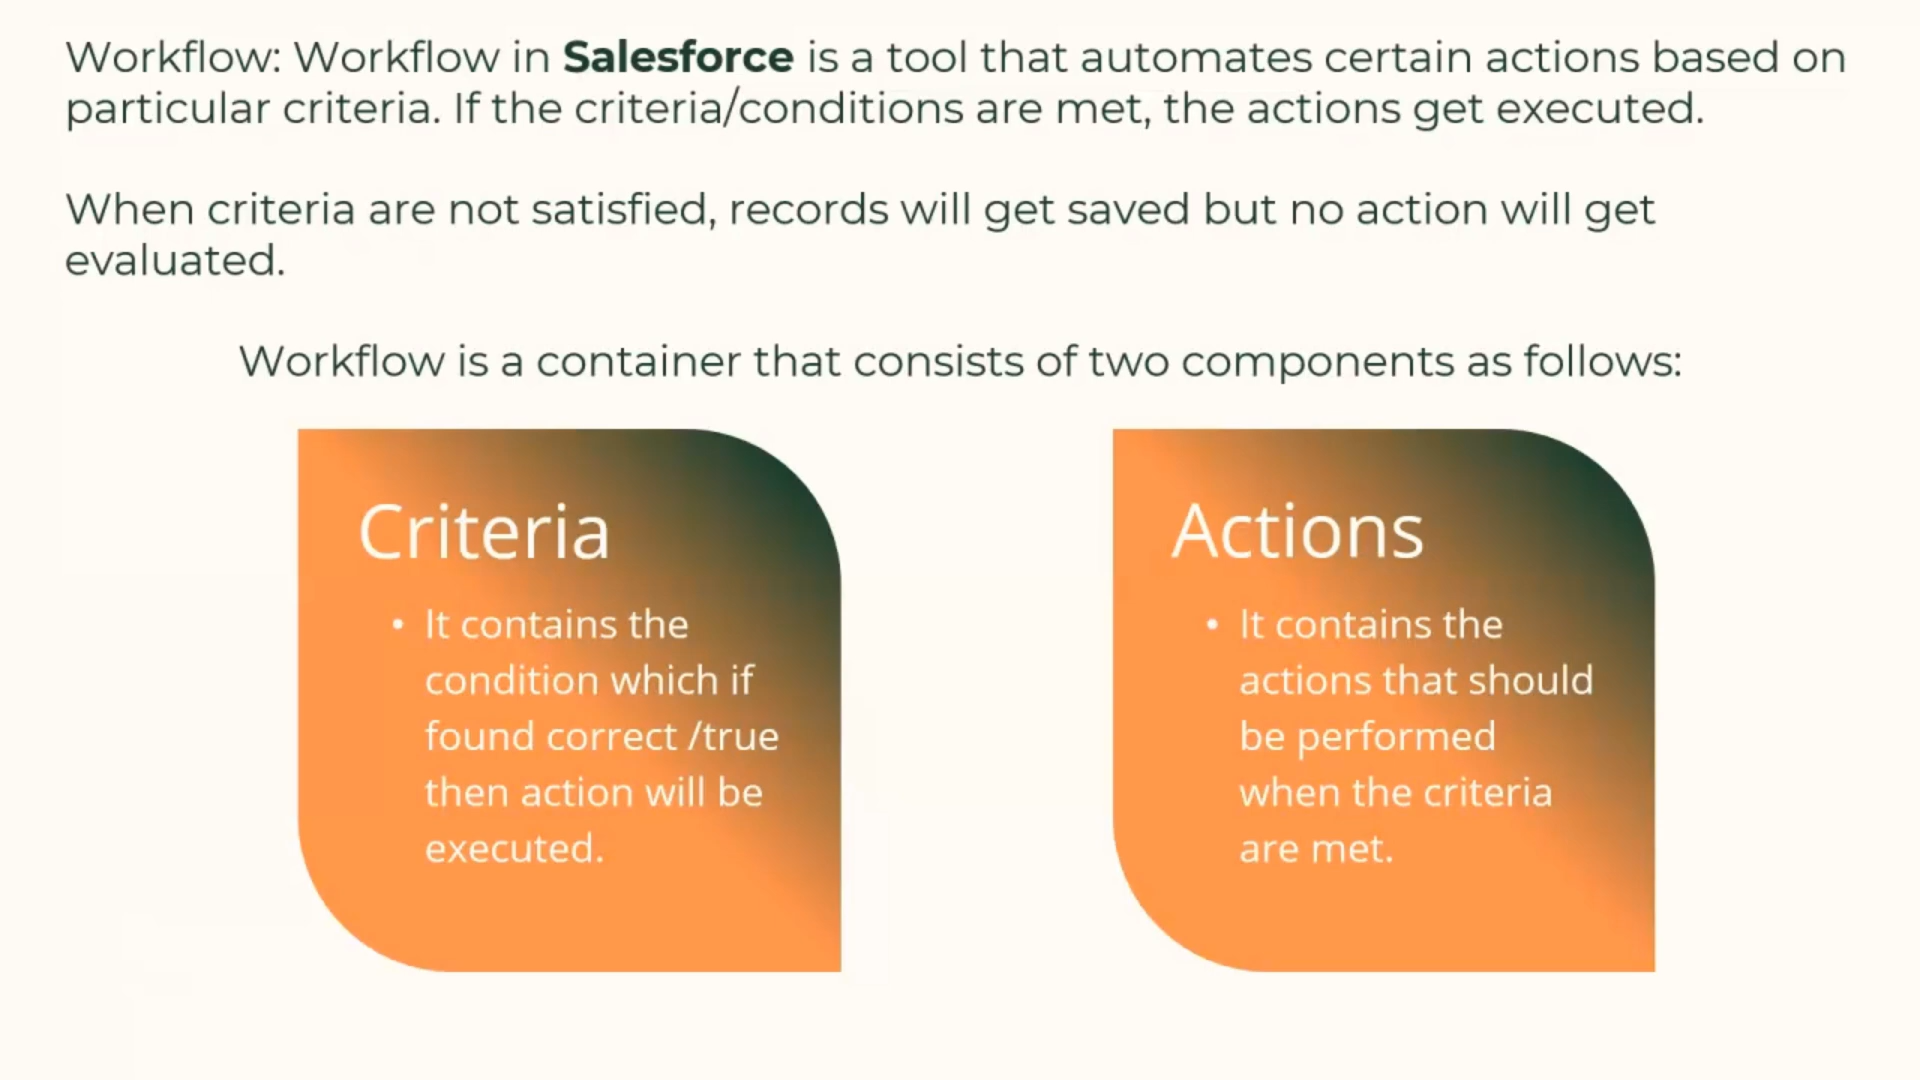 Workflow: Workflow in Salesforce is a tool that automates certain actions based on
particular criteria. If the criteria/conditions are met, the actions get executed.
When criteria are not satisfied, records will get saved but no action will get
evaluated.
Workflow is a container that consists of two components as follows:
Criteria
• It contains the
condition which if
found correct /true
then action will be
executed.
Actions
• It contains the
actions that should
be performed
when the criteria
are met.